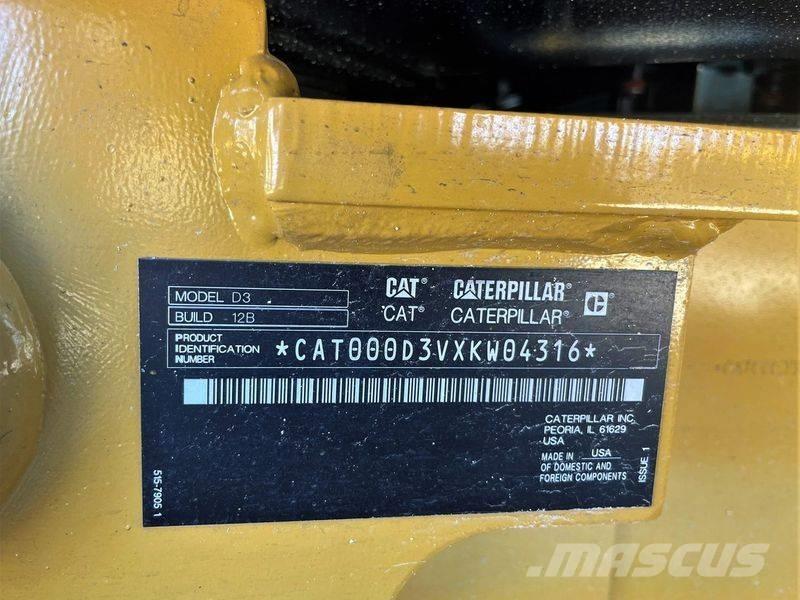 MODEL D3
BUILD 12B
CAT® CATERPILLAR®
CAT® CATERPILLAR®
PRODUCT IDENTIFICATION NUMBER
*CAT000D3VXKW04316*
CATERPILLAR INC.
PEORIA, IL 61629
USA
MADE IN USA
OF DOMESTIC AND
FOREIGN COMPONENTS
ISSUE 1
515-7905 1
MASCUS